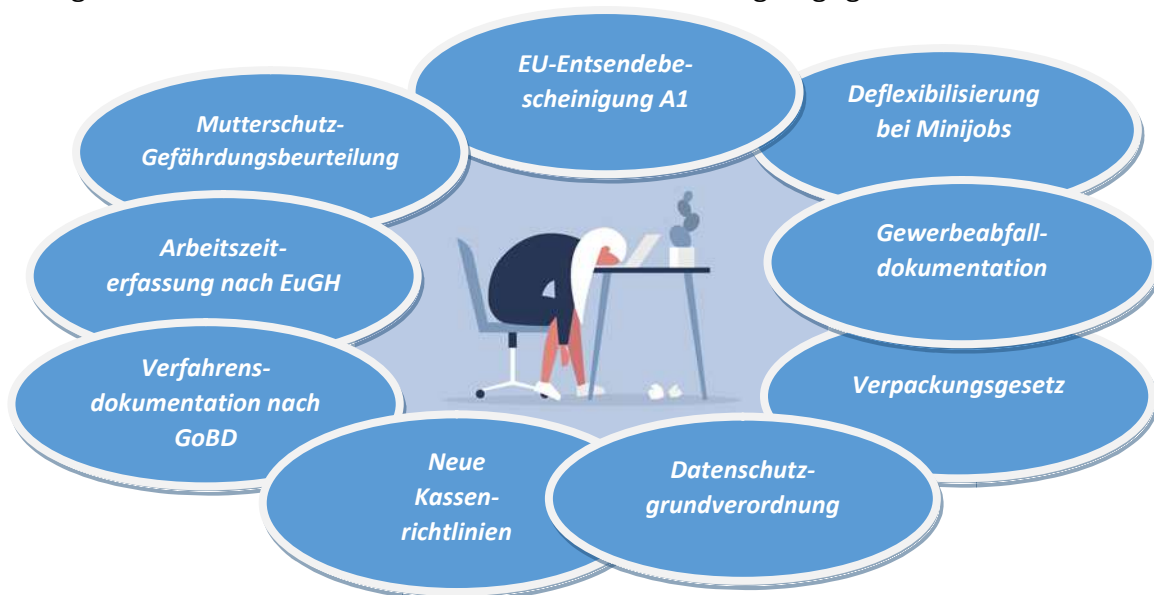 EU-Entsendebe-
scheinigung A1
Deflexibilisierung
bei Minijobs
Mutterschutz-
Gefährdungsbeurteilung
Gewerbeabfall-
dokumentation
Arbeitszeit-
erfassung nach EuGH
Verpackungsgesetz
Verfahrens-
dokumentation nach
GoBD
Neue
Kassen-
richtlinien
Datenschutz-
grundverordnung